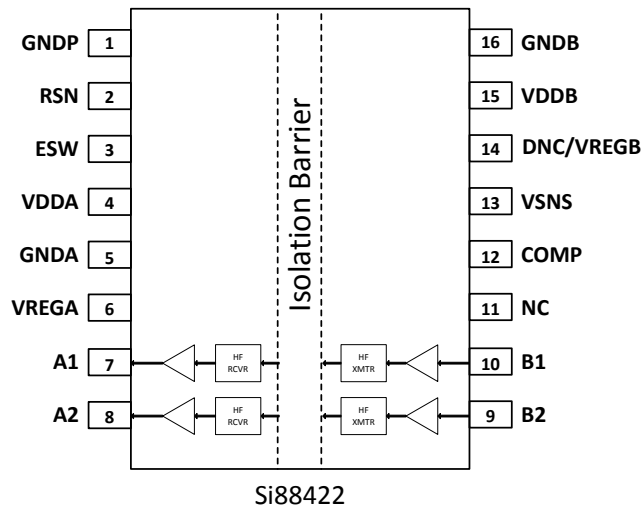 GNDP 1
RSN 2
ESW 3
VDDA 4
GNDA 5
VREGA 6
A1 7
A2 8
HF
RCVR
HF
RCVR
Isolation Barrier
HF
XMTR
HF
XMTR
16 GNDB
15 VDDB
14 DNC/VREGB
13 VSNS
12 COMP
11 NC
10 B1
9 B2
Si88422